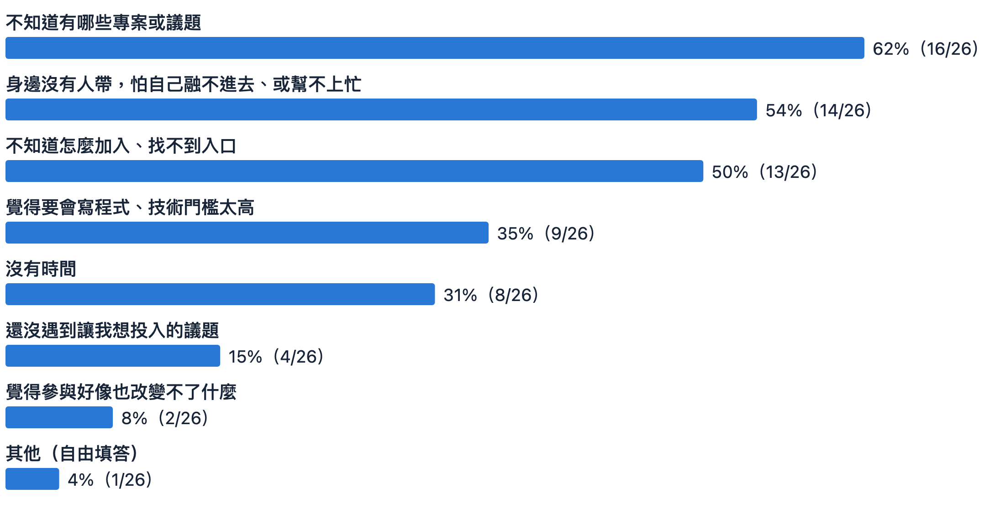 不知道有哪些專案或議題
62%（16/26）
身邊沒有人帶，怕自己融不進去、或幫不上忙
54%（14/26）
不知道怎麼加入、找不到入口
50%（13/26）
覺得要會寫程式、技術門檻太高
35%（9/26）
沒有時間
31%（8/26）
還沒遇到讓我想投入的議題
15%（4/26）
覺得參與好像也改變不了什麼
8%（2/26）
其他（自由填答）
4%（1/26）